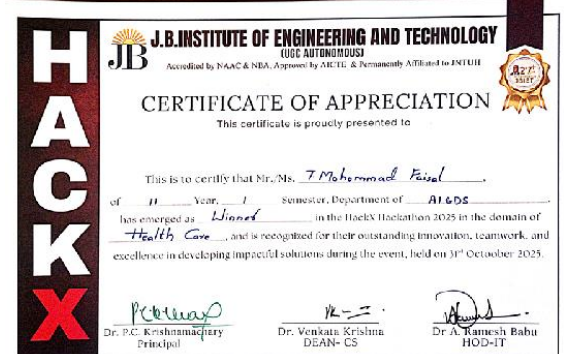 HACKX
JB
J.B.INSTITUTE OF ENGINEERING AND TECHNOLOGY
(UGC AUTONOMOUS)
Accredited by NAAC & NBA, Approved by AICTE & Permanently Affiliated to JNTUH
CERTIFICATE OF APPRECIATION
This certificate is proudly presented to
This is to certify that Mr./Ms. T Mohammad Faisal.
of II Year, I Semester, Department of AI&DS
has emerged as Winner in the HackX Hackathon 2025 in the domain of
Health Care, and is recognized for their outstanding innovation, teamwork, and
excellence in developing impactful solutions during the event, held on 31st Octoober 2025.
Dr. P.C. Krishnamachary
Principal
Dr. Venkata Krishna
DEAN- CS
Dr A. Ramesh Babu
HOD-IT